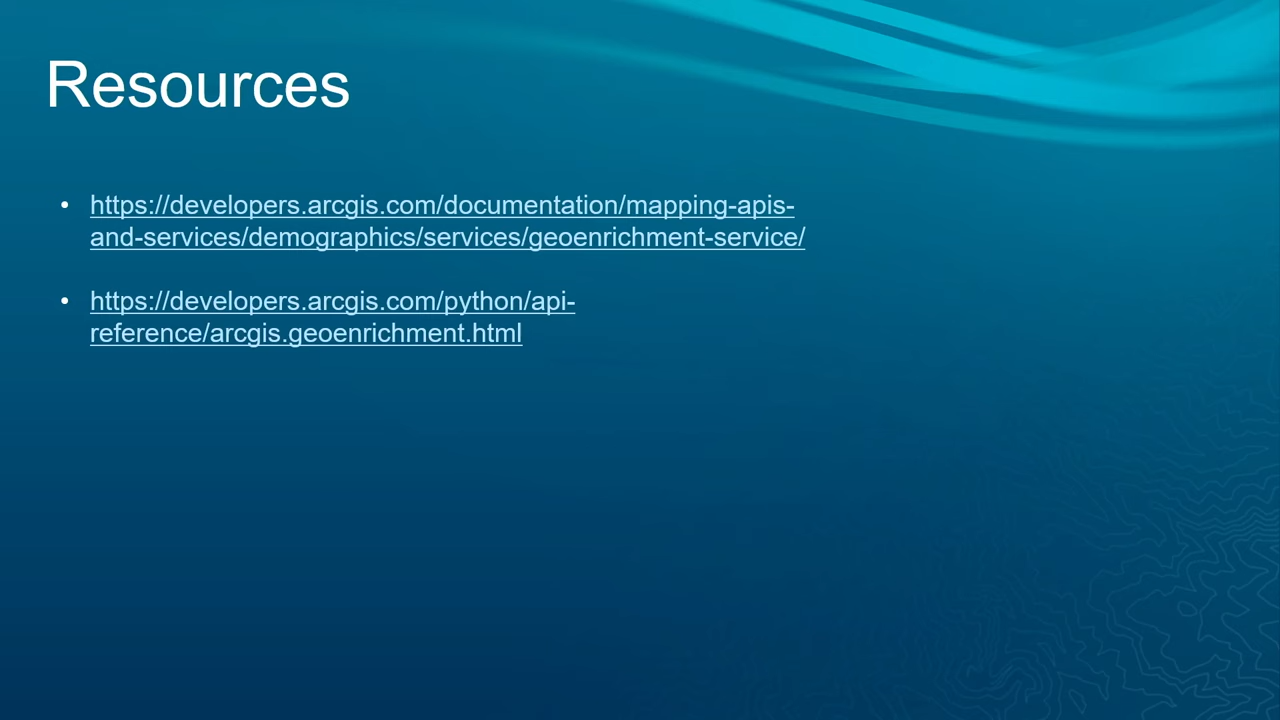 Resources
• https://developers.arcgis.com/documentation/mapping-apis-
and-services/demographics/services/geoenrichment-service/
• https://developers.arcgis.com/python/api-
reference/arcgis.geoenrichment.html